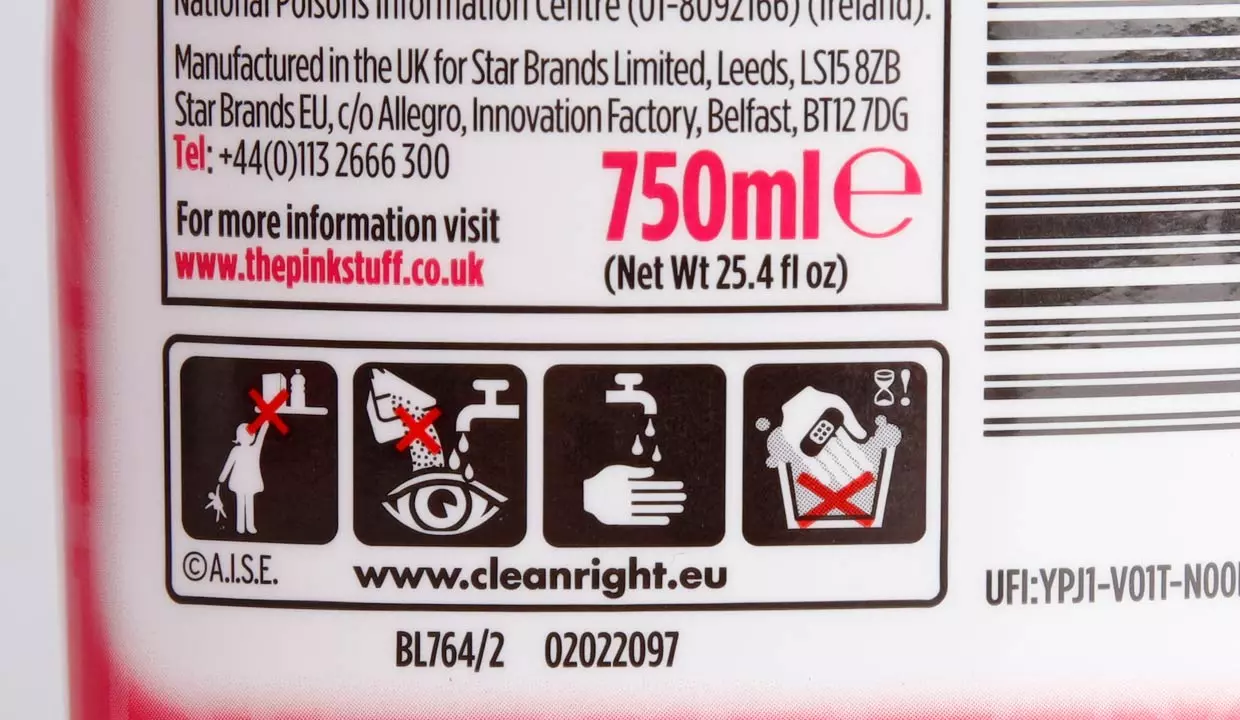 National Poisons Information Centre (01-8092166) (Ireland).
Manufactured in the UK for Star Brands Limited, Leeds, LS15 8ZB
Star Brands EU, c/o Allegro, Innovation Factory, Belfast, BT12 7DG
Tel: +44(0)113 2666 300
750ml e
For more information visit
www.thepinkstuff.co.uk
(Net Wt 25.4 fl oz)
!
©A.I.S.E.
www.cleanright.eu
UFI:YPJ1-V01T-N00
BL764/2 02022097